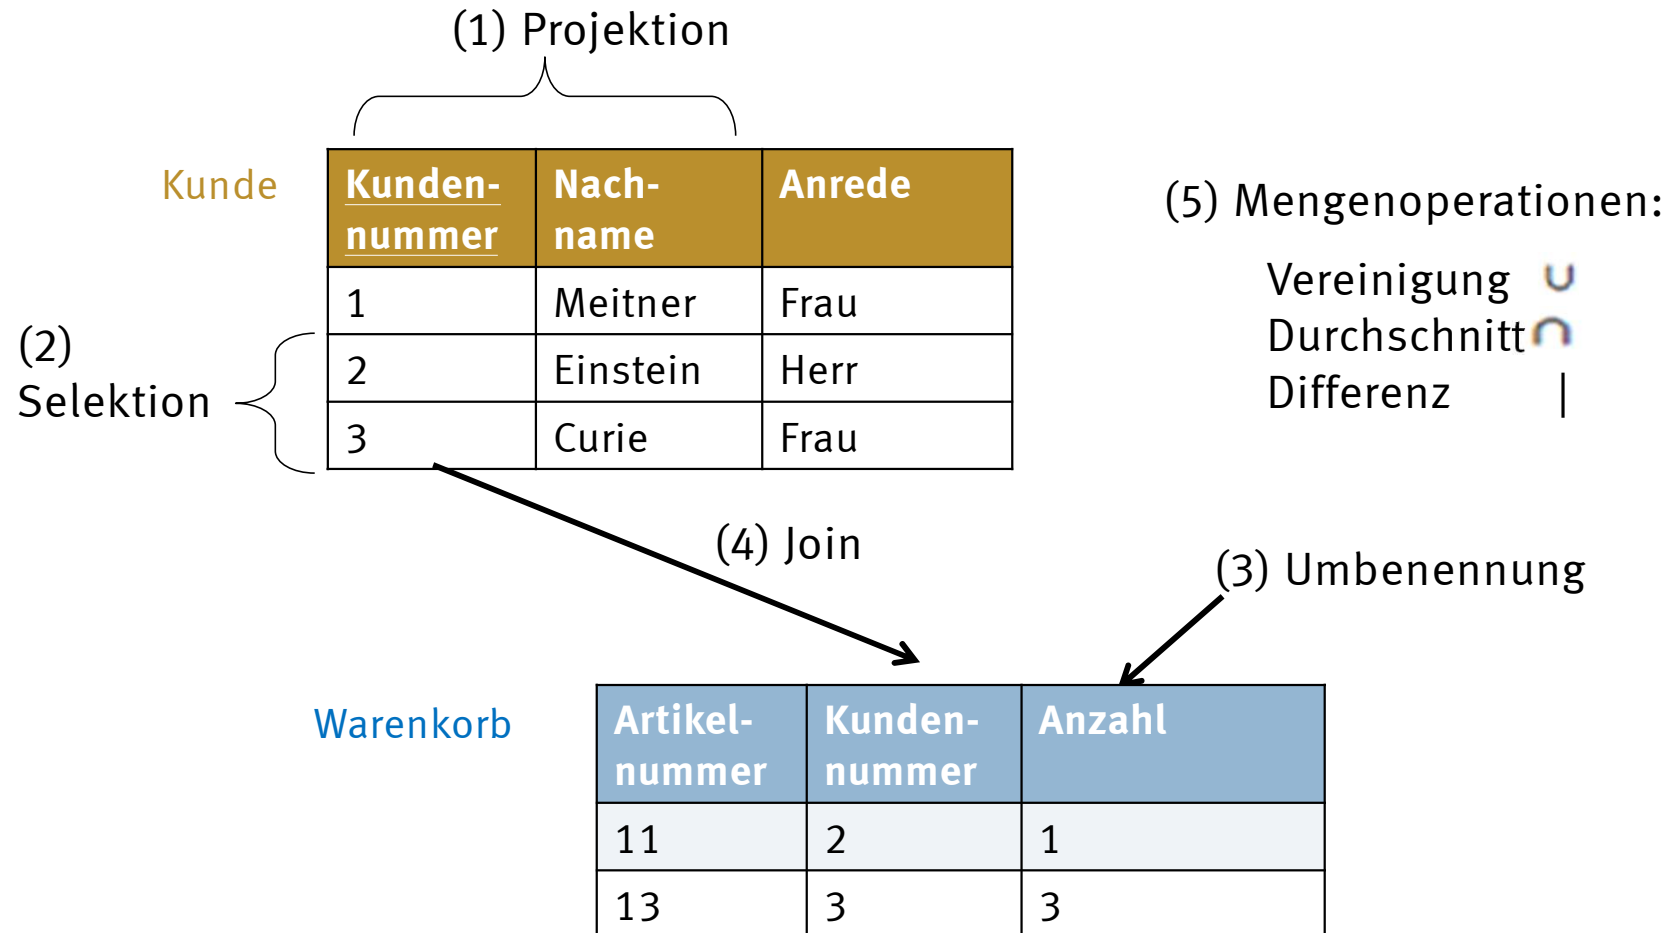 (1) Projektion
Kunde
Kunden- Nach- Anrede
nummer name
1 Meitner Frau
2 Einstein Herr
3 Curie Frau
(2)
Selektion
(5) Mengenoperationen:
Vereinigung ∪
Durchschnitt ∩
Differenz |
(4) Join
(3) Umbenennung
Warenkorb
Artikel- Kunden- Anzahl
nummer nummer
11 2 1
13 3 3